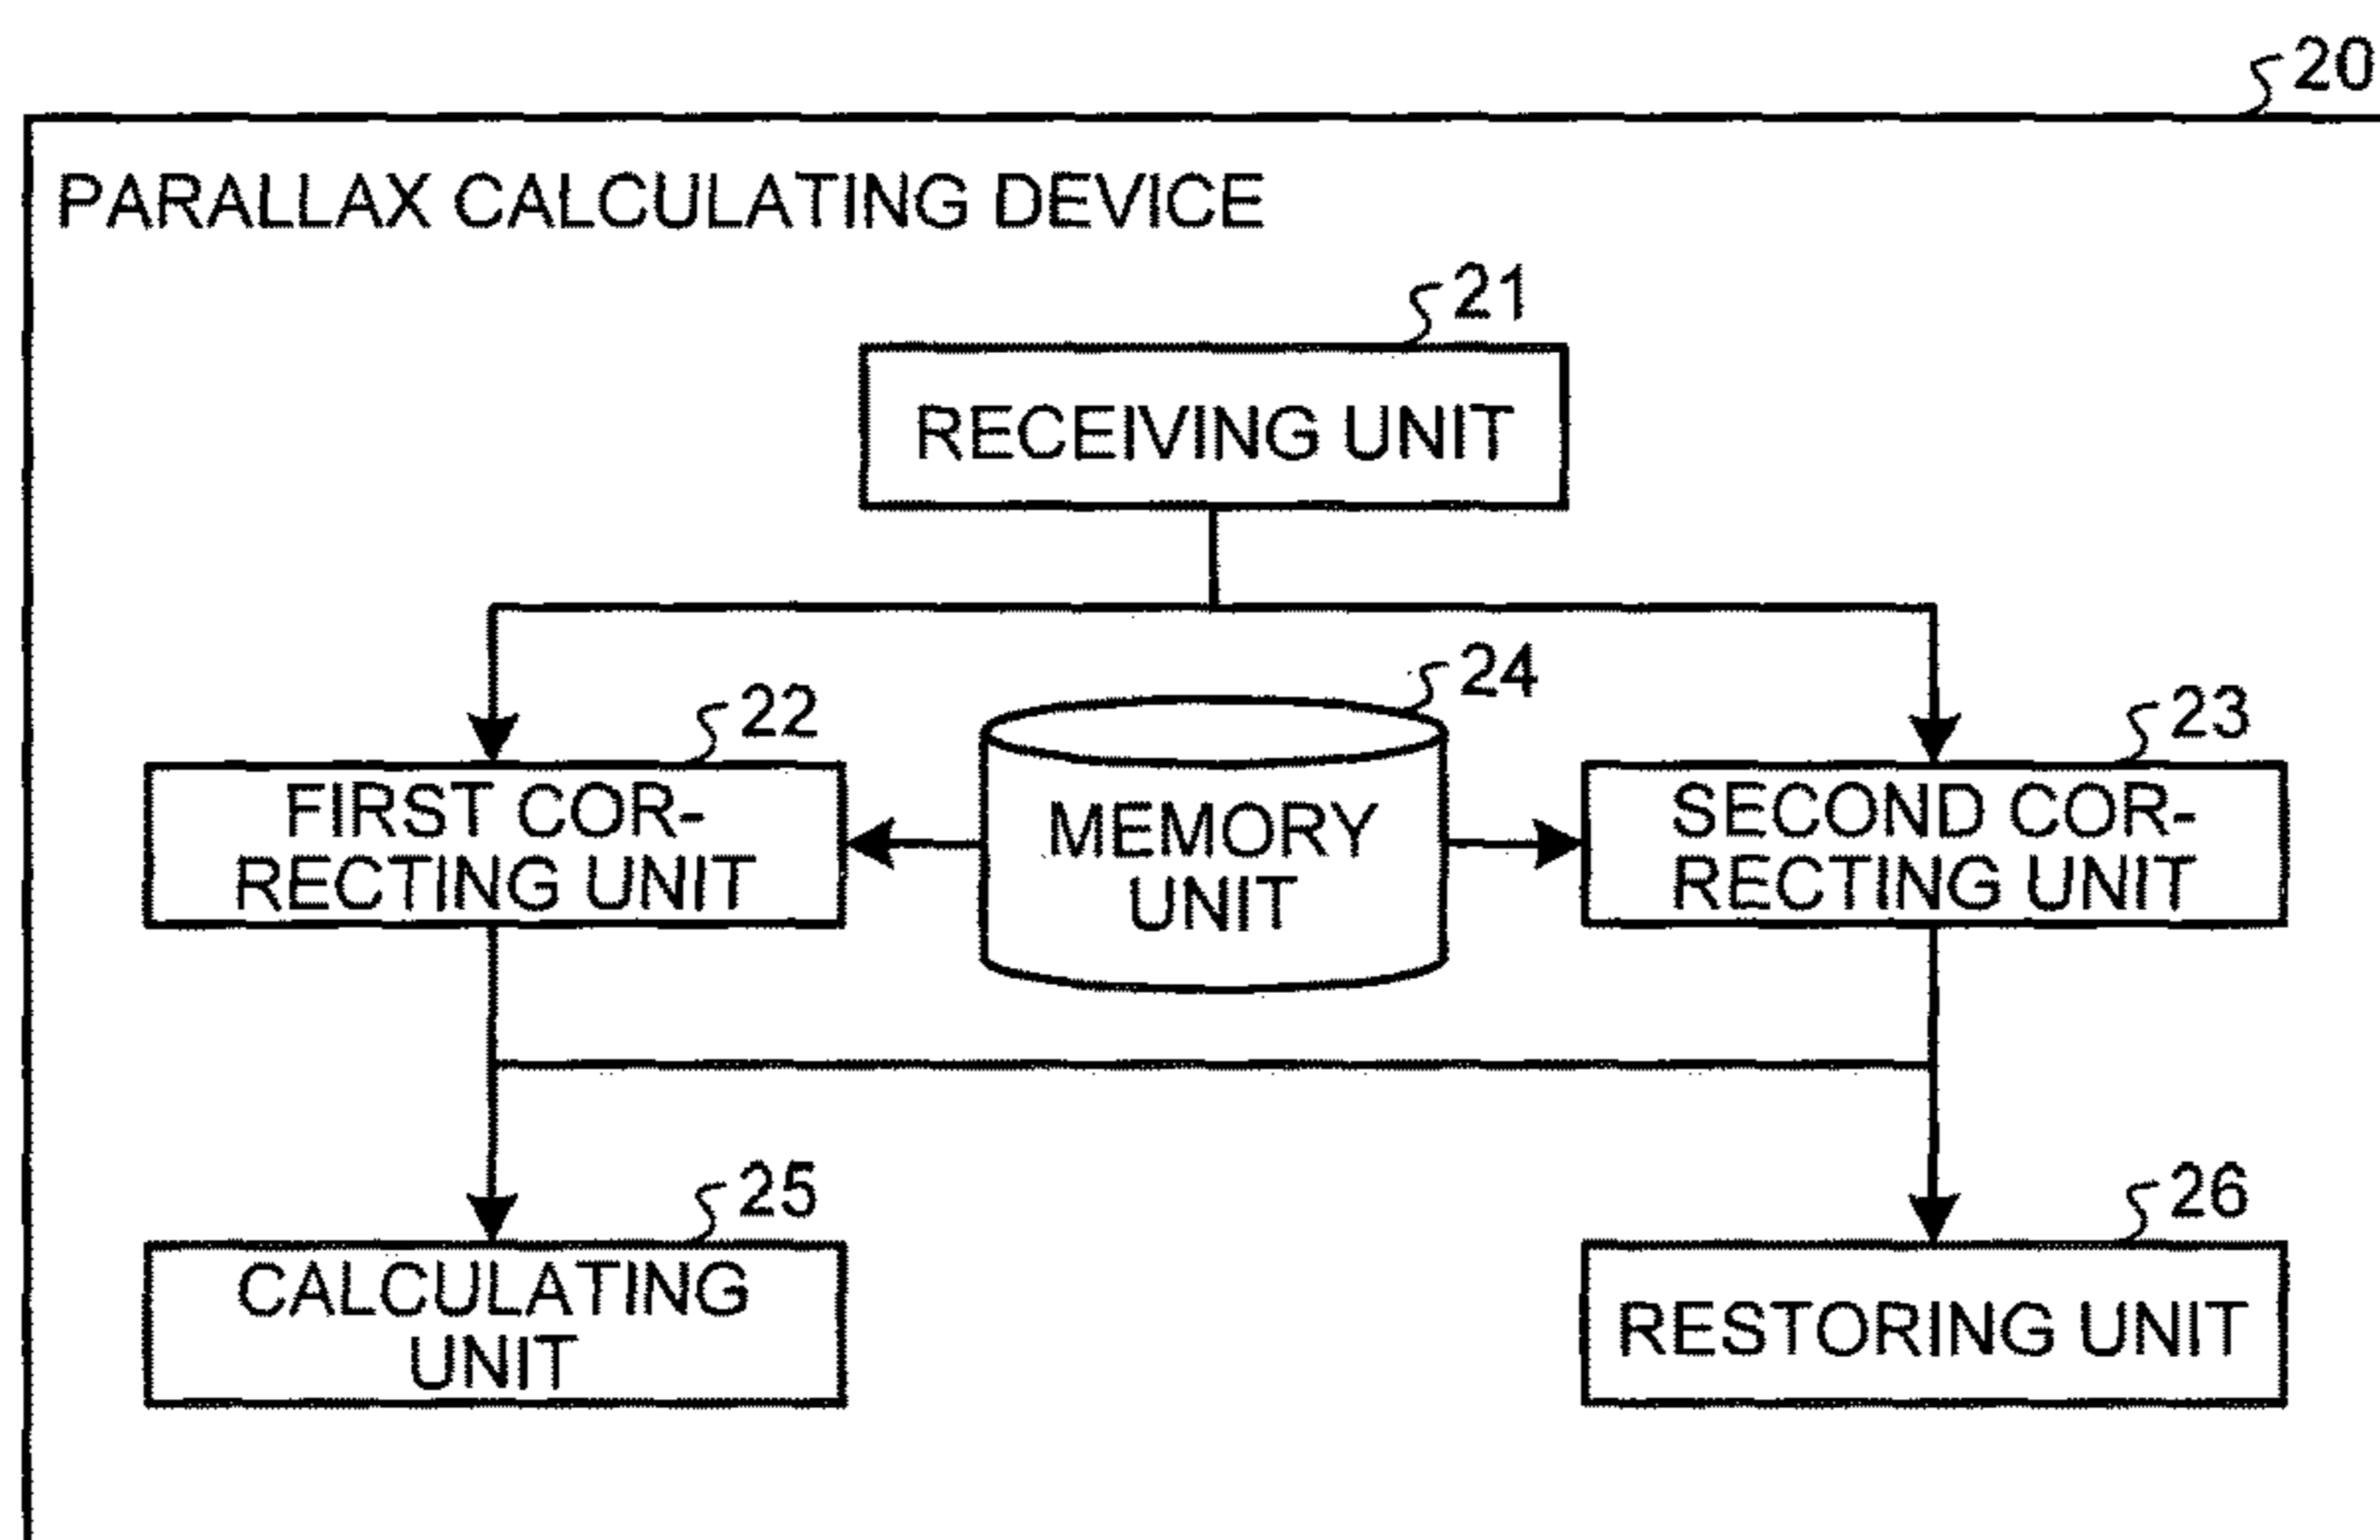 20
PARALLAX CALCULATING DEVICE
21
RECEIVING UNIT
22
24
23
FIRST COR-
RECTING UNIT
MEMORY
UNIT
SECOND COR-
RECTING UNIT
25
26
CALCULATING
UNIT
RESTORING UNIT